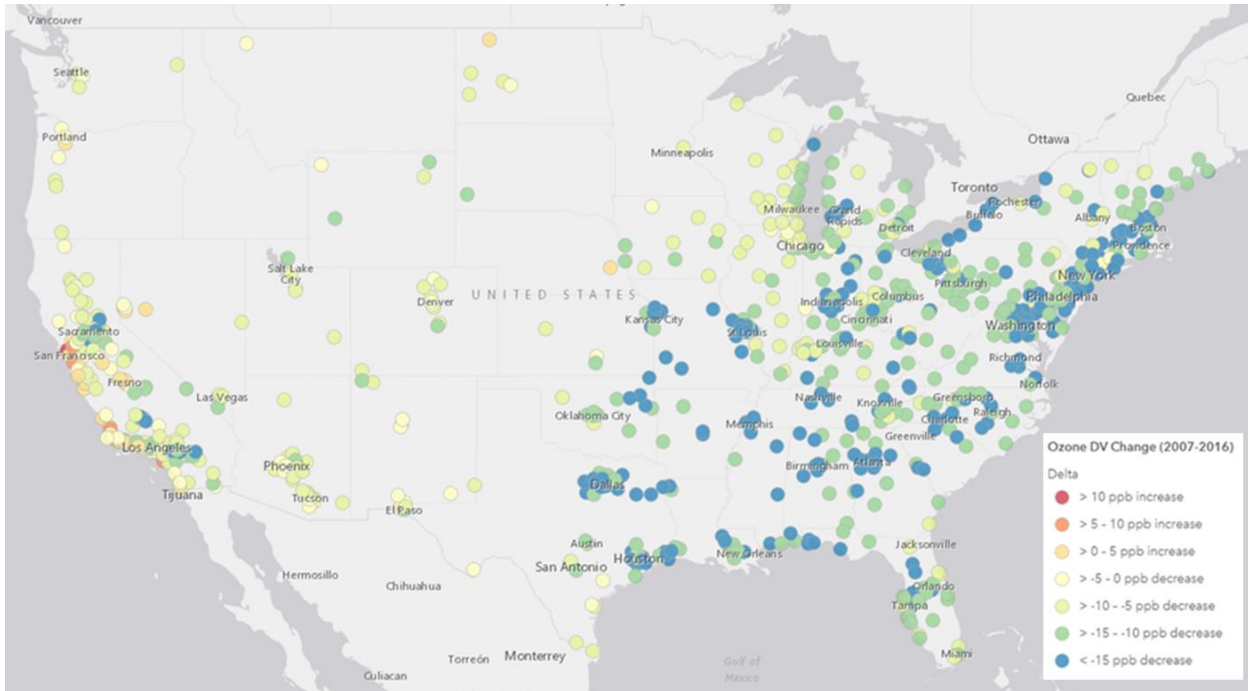 Vancouver
Seattle
Quebec
Portland
Ottawa
Minneapolis
Toronto
Rochester
Milwaukee
Grand
Rapids
Buffalo
Albany
Detroit
Boston
Chicago
Providence
Cleveland
Salt Lake
City
New York
Pittsburgh
Denver
UNITED STATES
Indianapolis
Columbus
Philadelphia
Kansas City
Cincinnati
Sacramento
St Louis
Washington
San Francisco
Louisville
Richmond
Fresno
Norfolk
Las Vegas
Nashville
Knoxville
Greensboro
Oklahoma City
Raleigh
Memphis
Charlotte
Los Angeles
Greenville
Phoenix
Birmingham
Atlanta
Dallas
Tijuana
Tucson
El Paso
Austin
Jacksonville
New Orleans
Houston
San Antonio
Hermosillo
Chihuahua
Orlando
Tampa
Miami
Monterrey
Torreón
Gulf of
Mexico
Culiacan
Ozone DV Change (2007-2016)
Delta
> 10 ppb increase
> 5 - 10 ppb increase
> 0 - 5 ppb increase
> -5 - 0 ppb decrease
> -10 - -5 ppb decrease
> -15 - -10 ppb decrease
< -15 ppb decrease